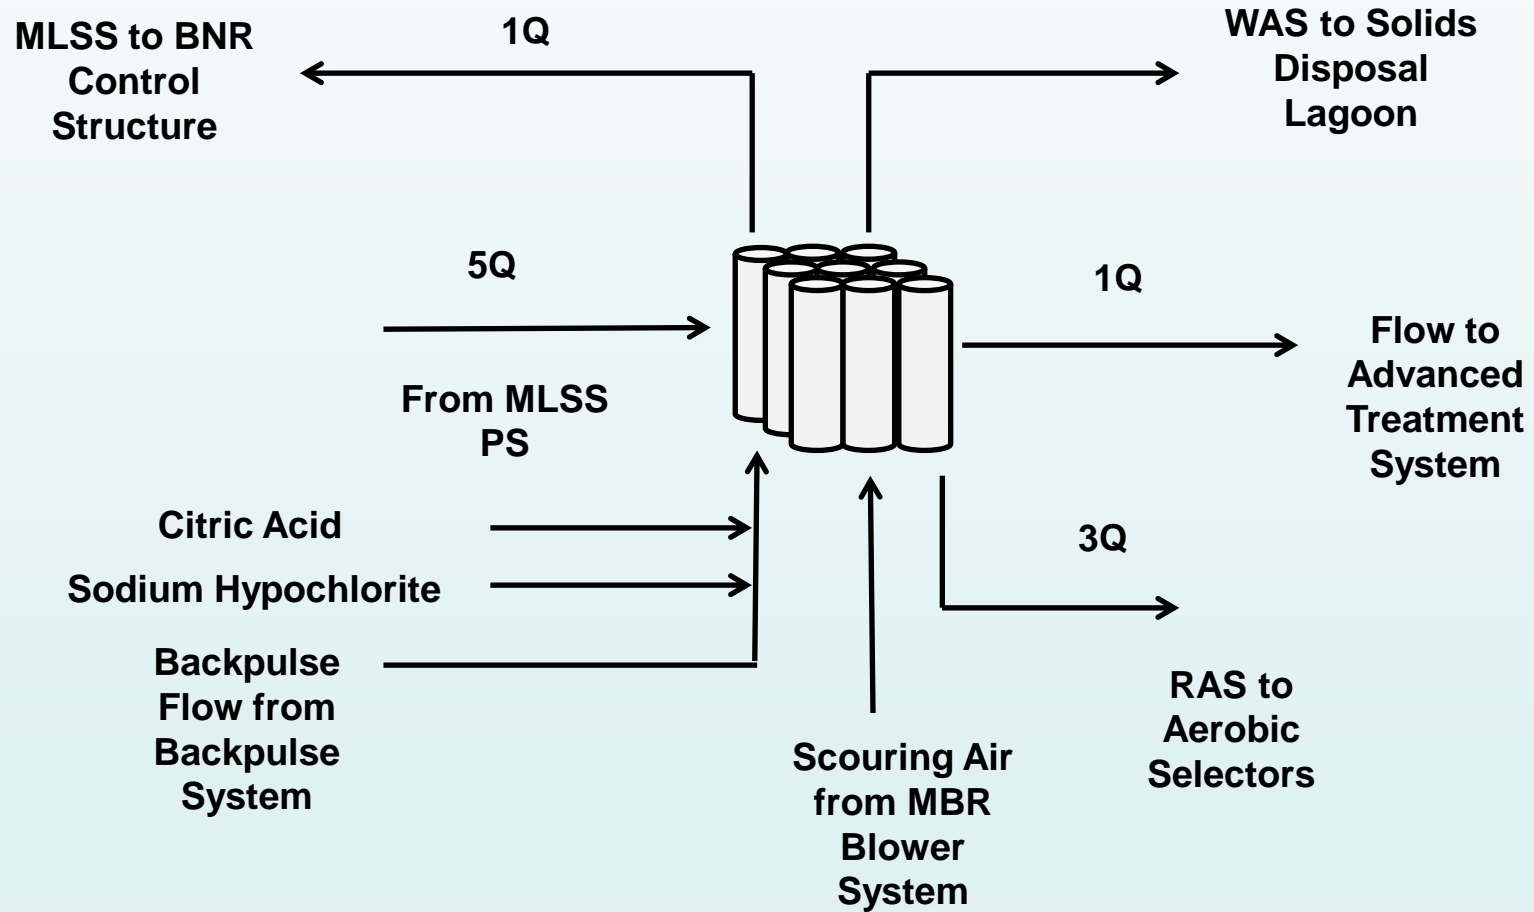 MLSS to BNR
Control
Structure
1Q
WAS to Solids
Disposal
Lagoon
5Q
1Q
From MLSS
PS
Flow to
Advanced
Treatment
System
Citric Acid
3Q
Sodium Hypochlorite
Backpulse
Flow from
Backpulse
System
RAS to
Aerobic
Selectors
Scouring Air
from MBR
Blower
System